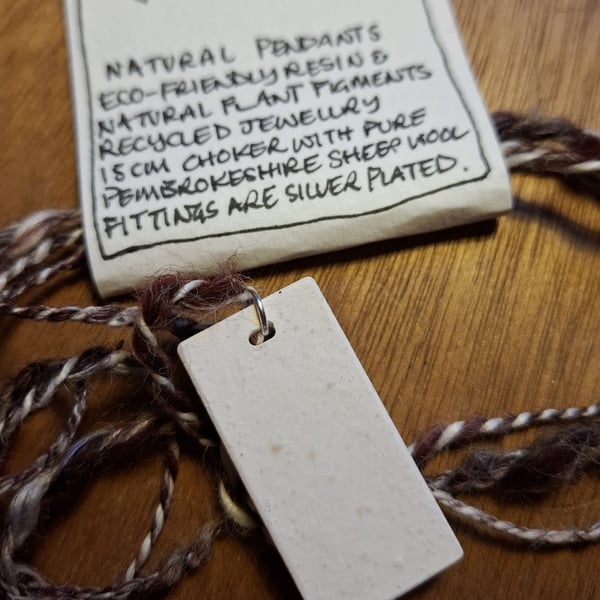 NATURAL PENDANTS
ECO-FRIENDLY RESIN &
NATURAL PLANT PIGMENTS
RECYCLED JEWELLRY
18CM CHOKER WITH PURE
PEMBROKESHIRE SHEEP WOOL
FITTINGS ARE SILVER PLATED.